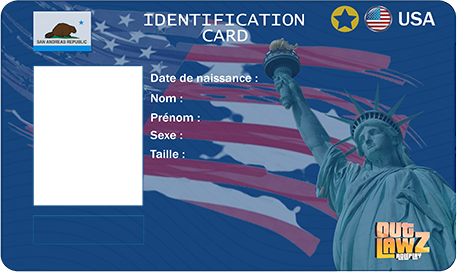 IDENTIFICATION
CARD
USA
SAN ANDREAS REPUBLIC
Date de naissance :
Nom :
Prénom :
Sexe :
Taille :
OUT
LAWZ
ROLEPLAY